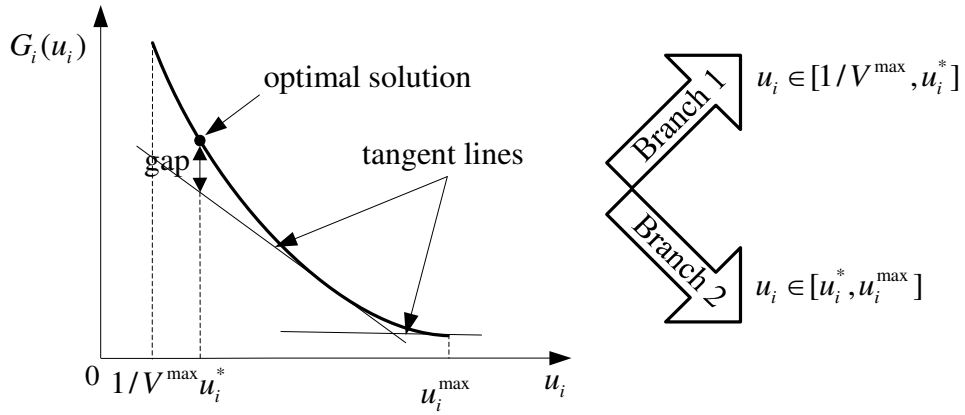 G_i(u_i)
optimal solution
gap
tangent lines
0
1/V^max
u_i^*
u_i^max
u_i
Branch 1
u_i ∈ [1/V^max, u_i^*]
Branch 2
u_i ∈ [u_i^*, u_i^max]